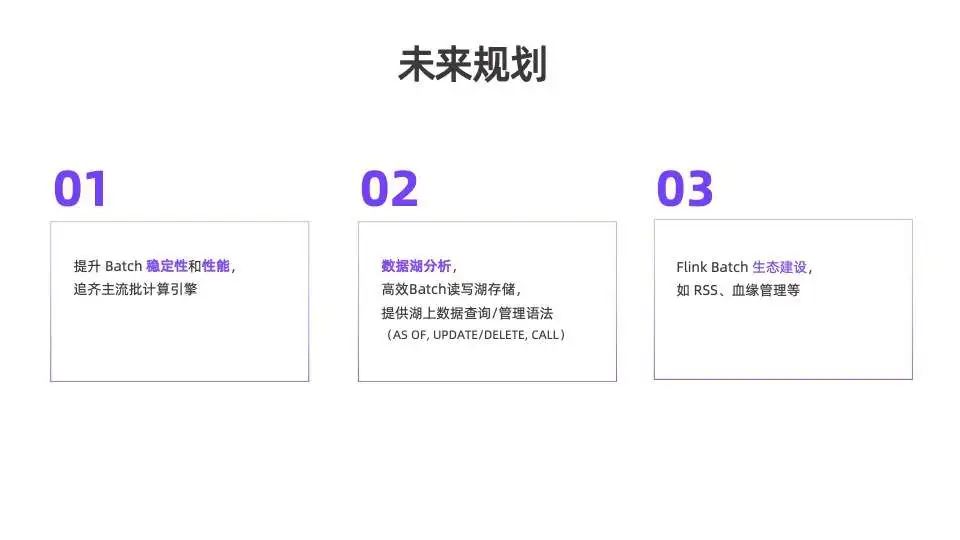 未来规划
01
提升 Batch 稳定性和性能，
追齐主流批计算引擎
02
数据湖分析，
高效Batch读写湖存储，
提供湖上数据查询/管理语法
（AS OF, UPDATE/DELETE, CALL）
03
Flink Batch 生态建设，
如 RSS、血缘管理等